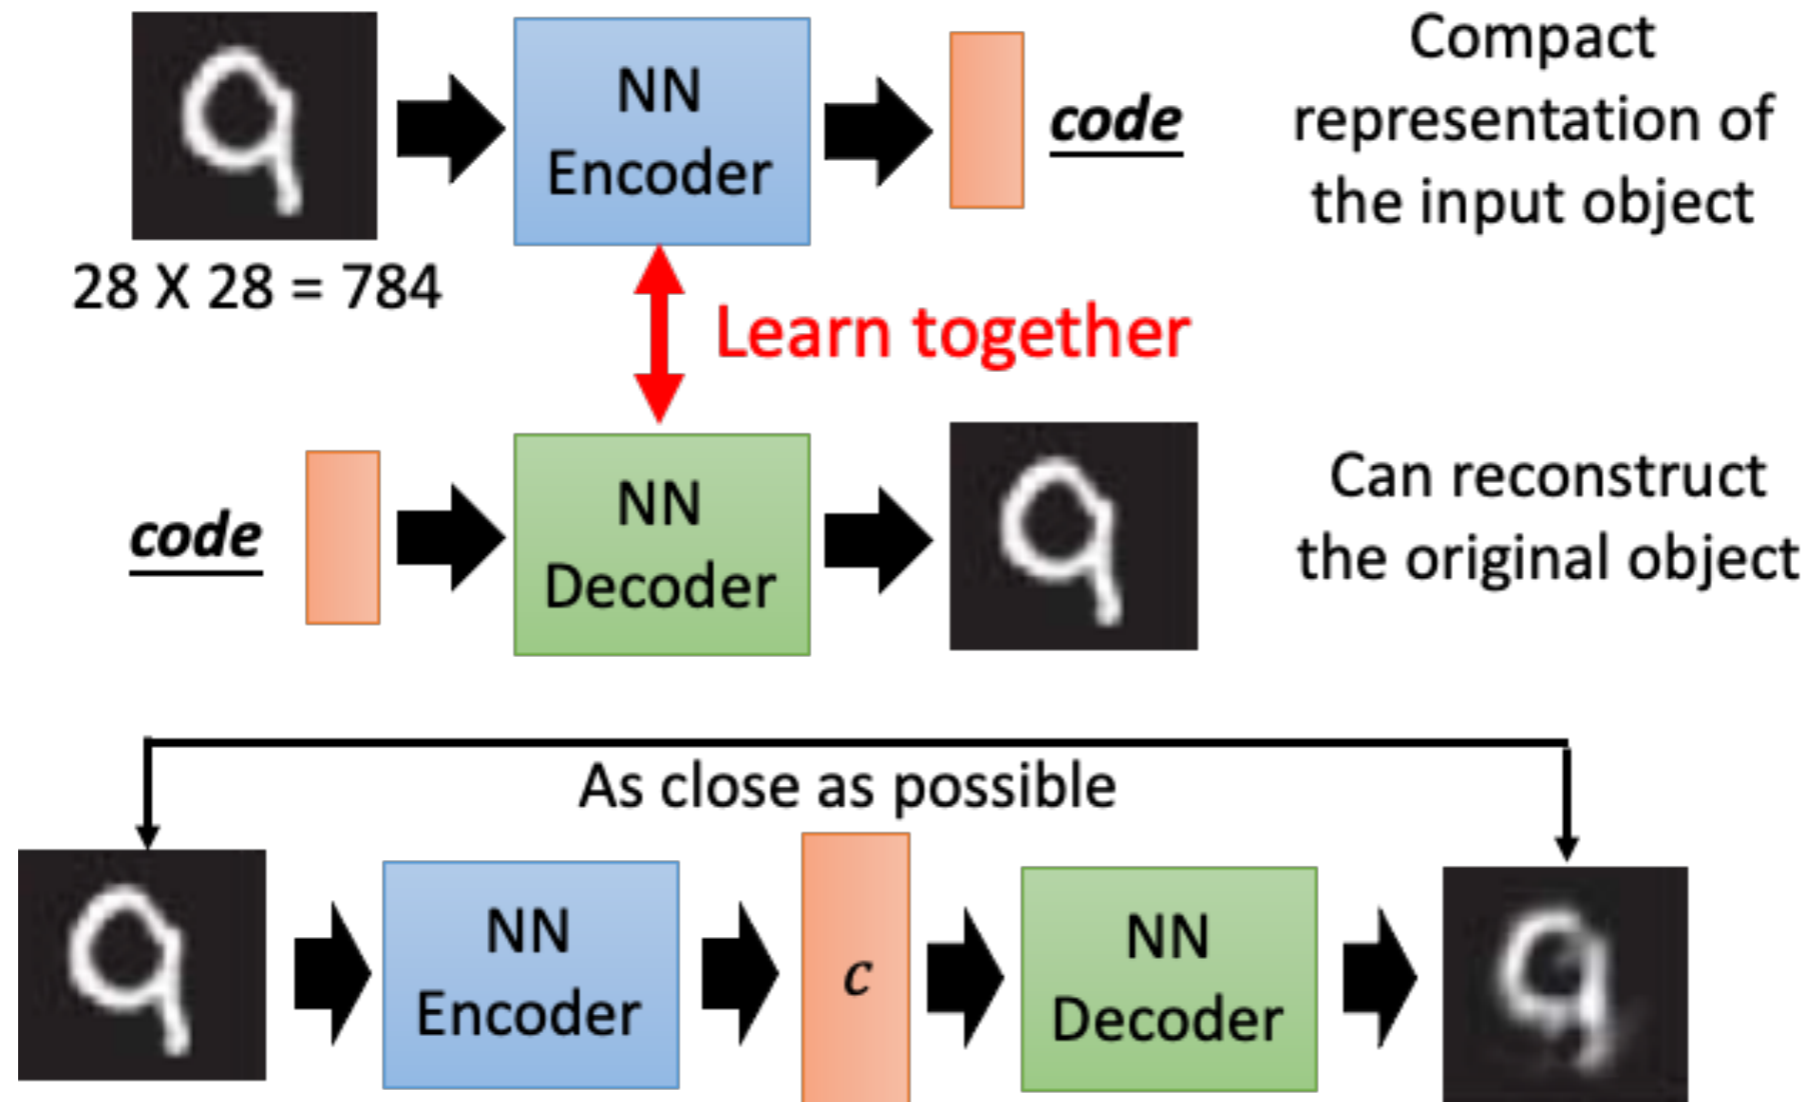 NN
Encoder
code
Compact
representation of
the input object
28 X 28 = 784
Learn together
code
NN
Decoder
Can reconstruct
the original object
As close as possible
NN
Encoder
c
NN
Decoder